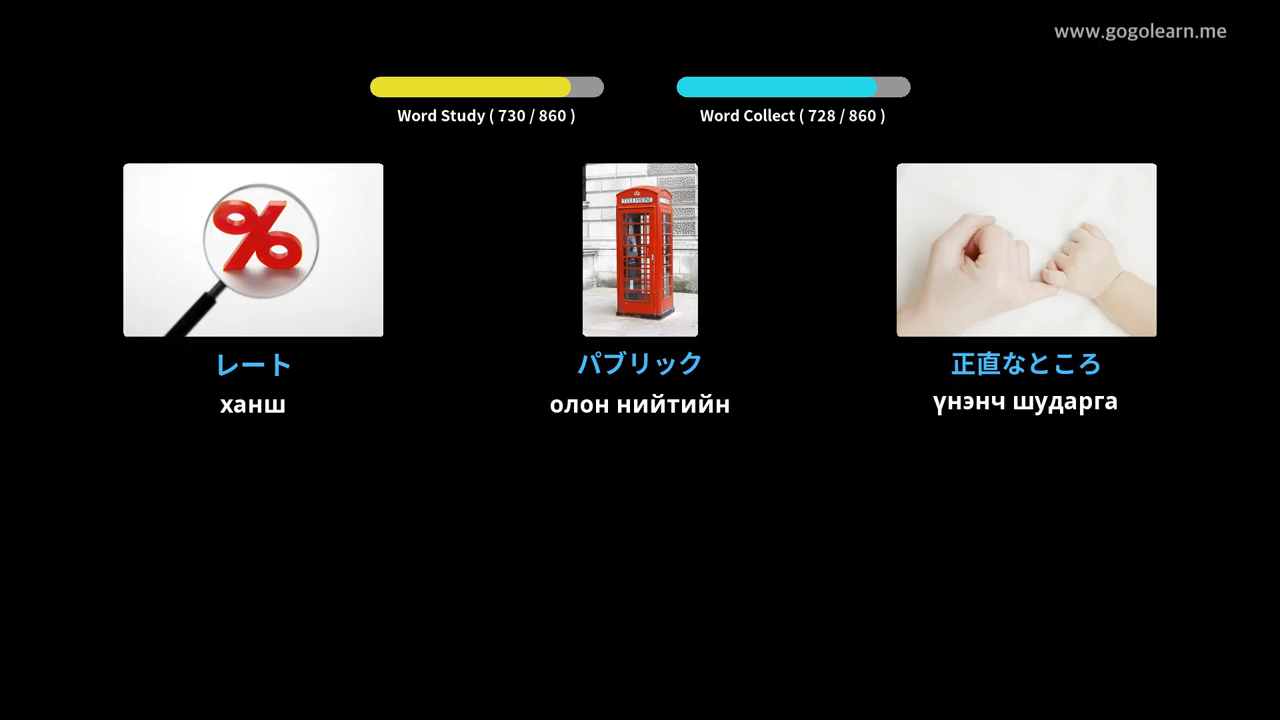 www.gogolearn.me
Word Study ( 730 / 860 )
Word Collect ( 728 / 860 )
%
TELEPHONE
レート
パブリック
正直なところ
ханш
олон нийтийн
үнэнч шударга